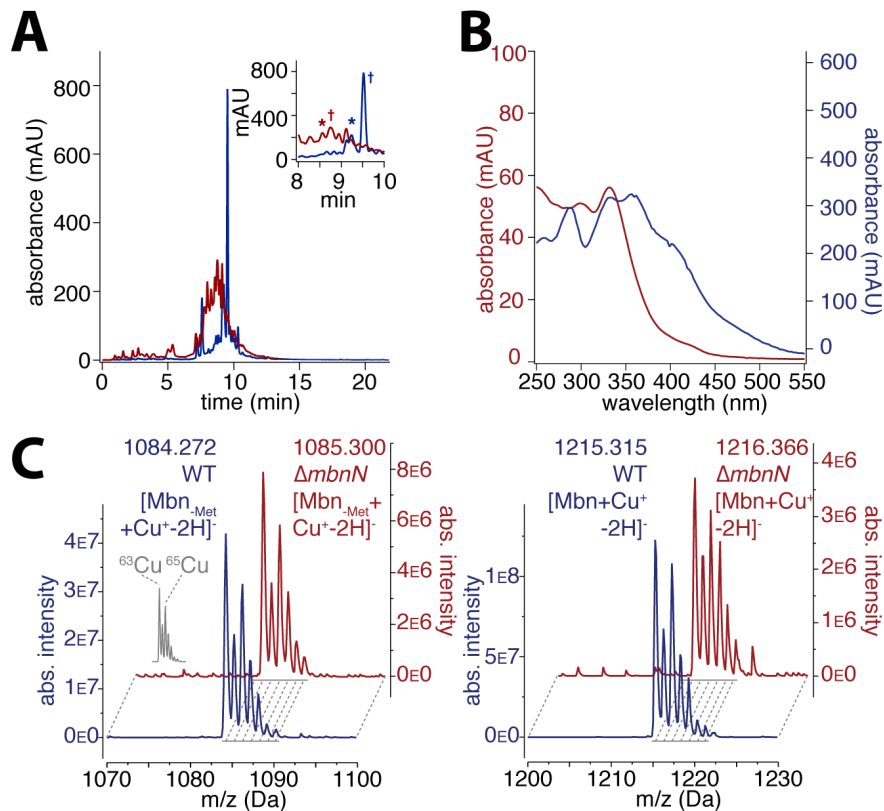 A
absorbance (mAU)
800
600
400
200
0
0
5
10
15
20
time (min)
mAU
800
400
0
8
9
10
min
*
†
*
†
B
absorbance (mAU)
100
80
60
40
20
0
600
500
400
300
200
100
0
absorbance (mAU)
250
300
350
400
450
500
550
wavelength (nm)
C
1084.272
WT
[Mbn-Met
+Cu+-2H]-
1085.300
ΔmbnN
[Mbn-Met+
Cu+-2H]-
63Cu 65Cu
abs. intensity
4E7
3E7
2E7
1E7
0E0
8E6
6E6
4E6
2E6
0E0
abs. intensity
1070
1080
1090
1100
m/z (Da)
1215.315
WT
[Mbn+Cu+
-2H]-
1216.366
ΔmbnN
[Mbn+Cu+
-2H]-
abs. intensity
1E8
5E7
0E0
4E6
3E6
2E6
1E6
0E0
abs. intensity
1200
1210
1220
1230
m/z (Da)